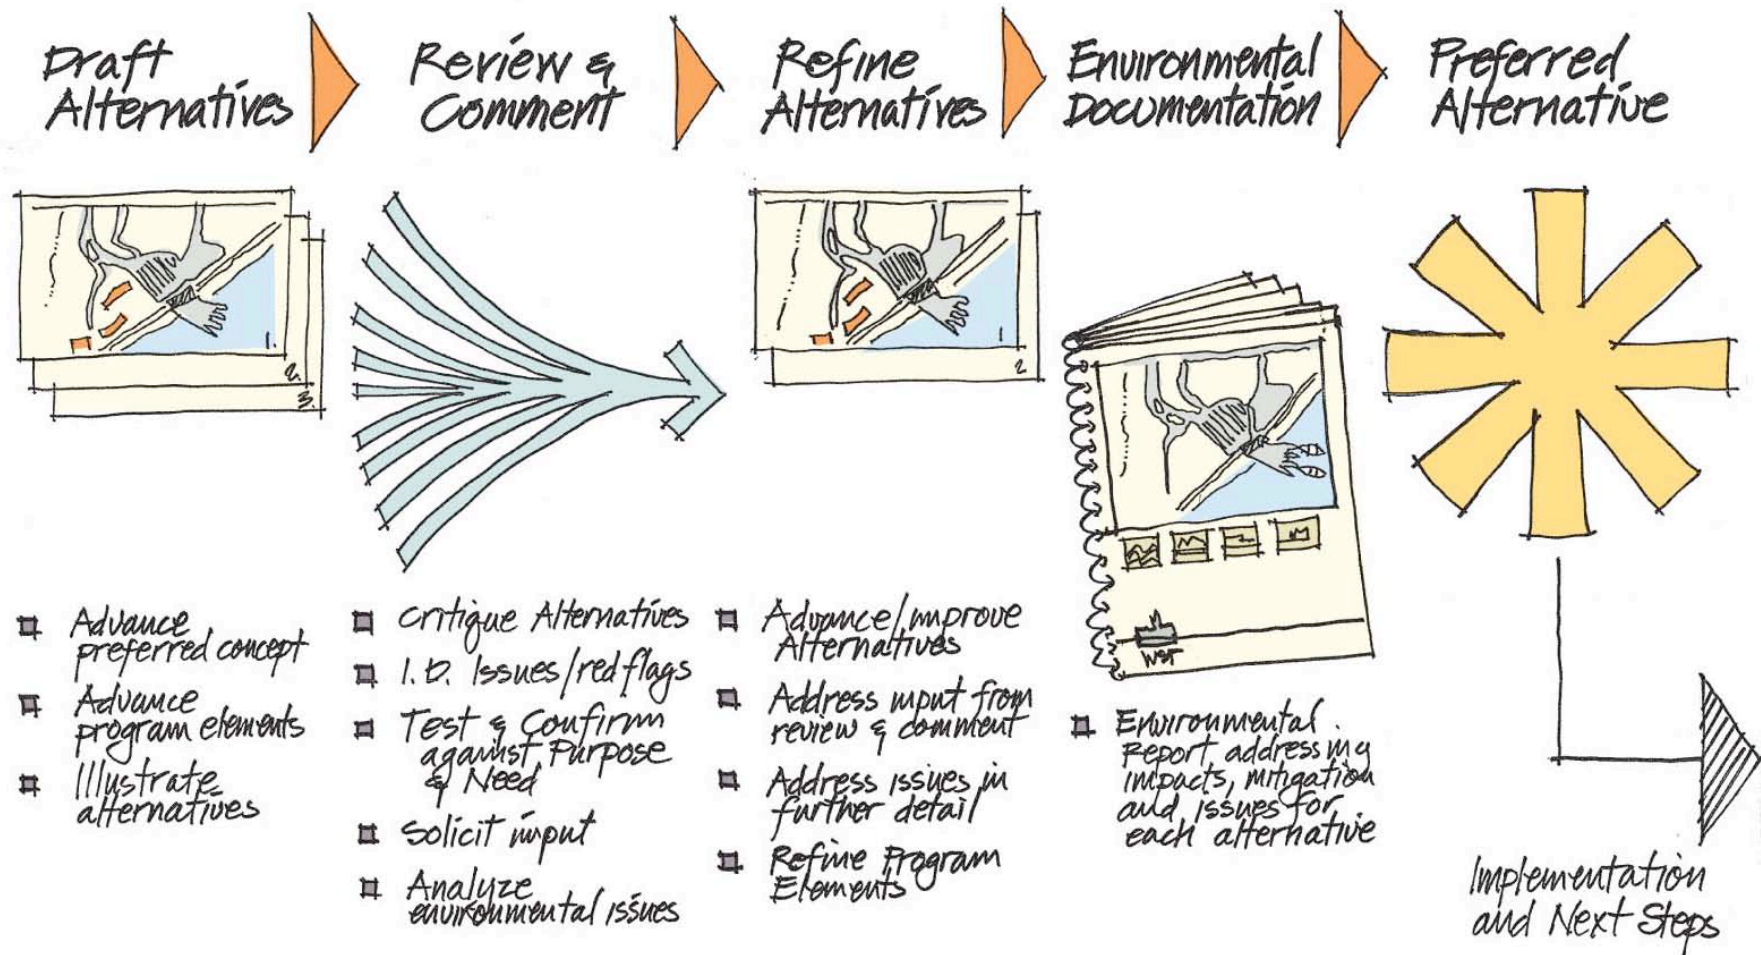 Draft
Alternatives
Review &
Comment
Refine
Alternatives
Environmental
Documentation
Preferred
Alternative
1.
2.
3.
1
2
WSF
Advance
preferred concept
Advance
program elements
Illustrate
alternatives
Critique Alternatives
I.D. Issues/red flags
Test & Confirm
against Purpose
& Need
Solicit input
Analyze
environmental issues
Advance/improve
Alternatives
Address input from
review & comment
Address issues in
further detail
Refine Program
Elements
Environmental
Report addressing
impacts, mitigation
and issues for
each alternative
Implementation
and Next Steps